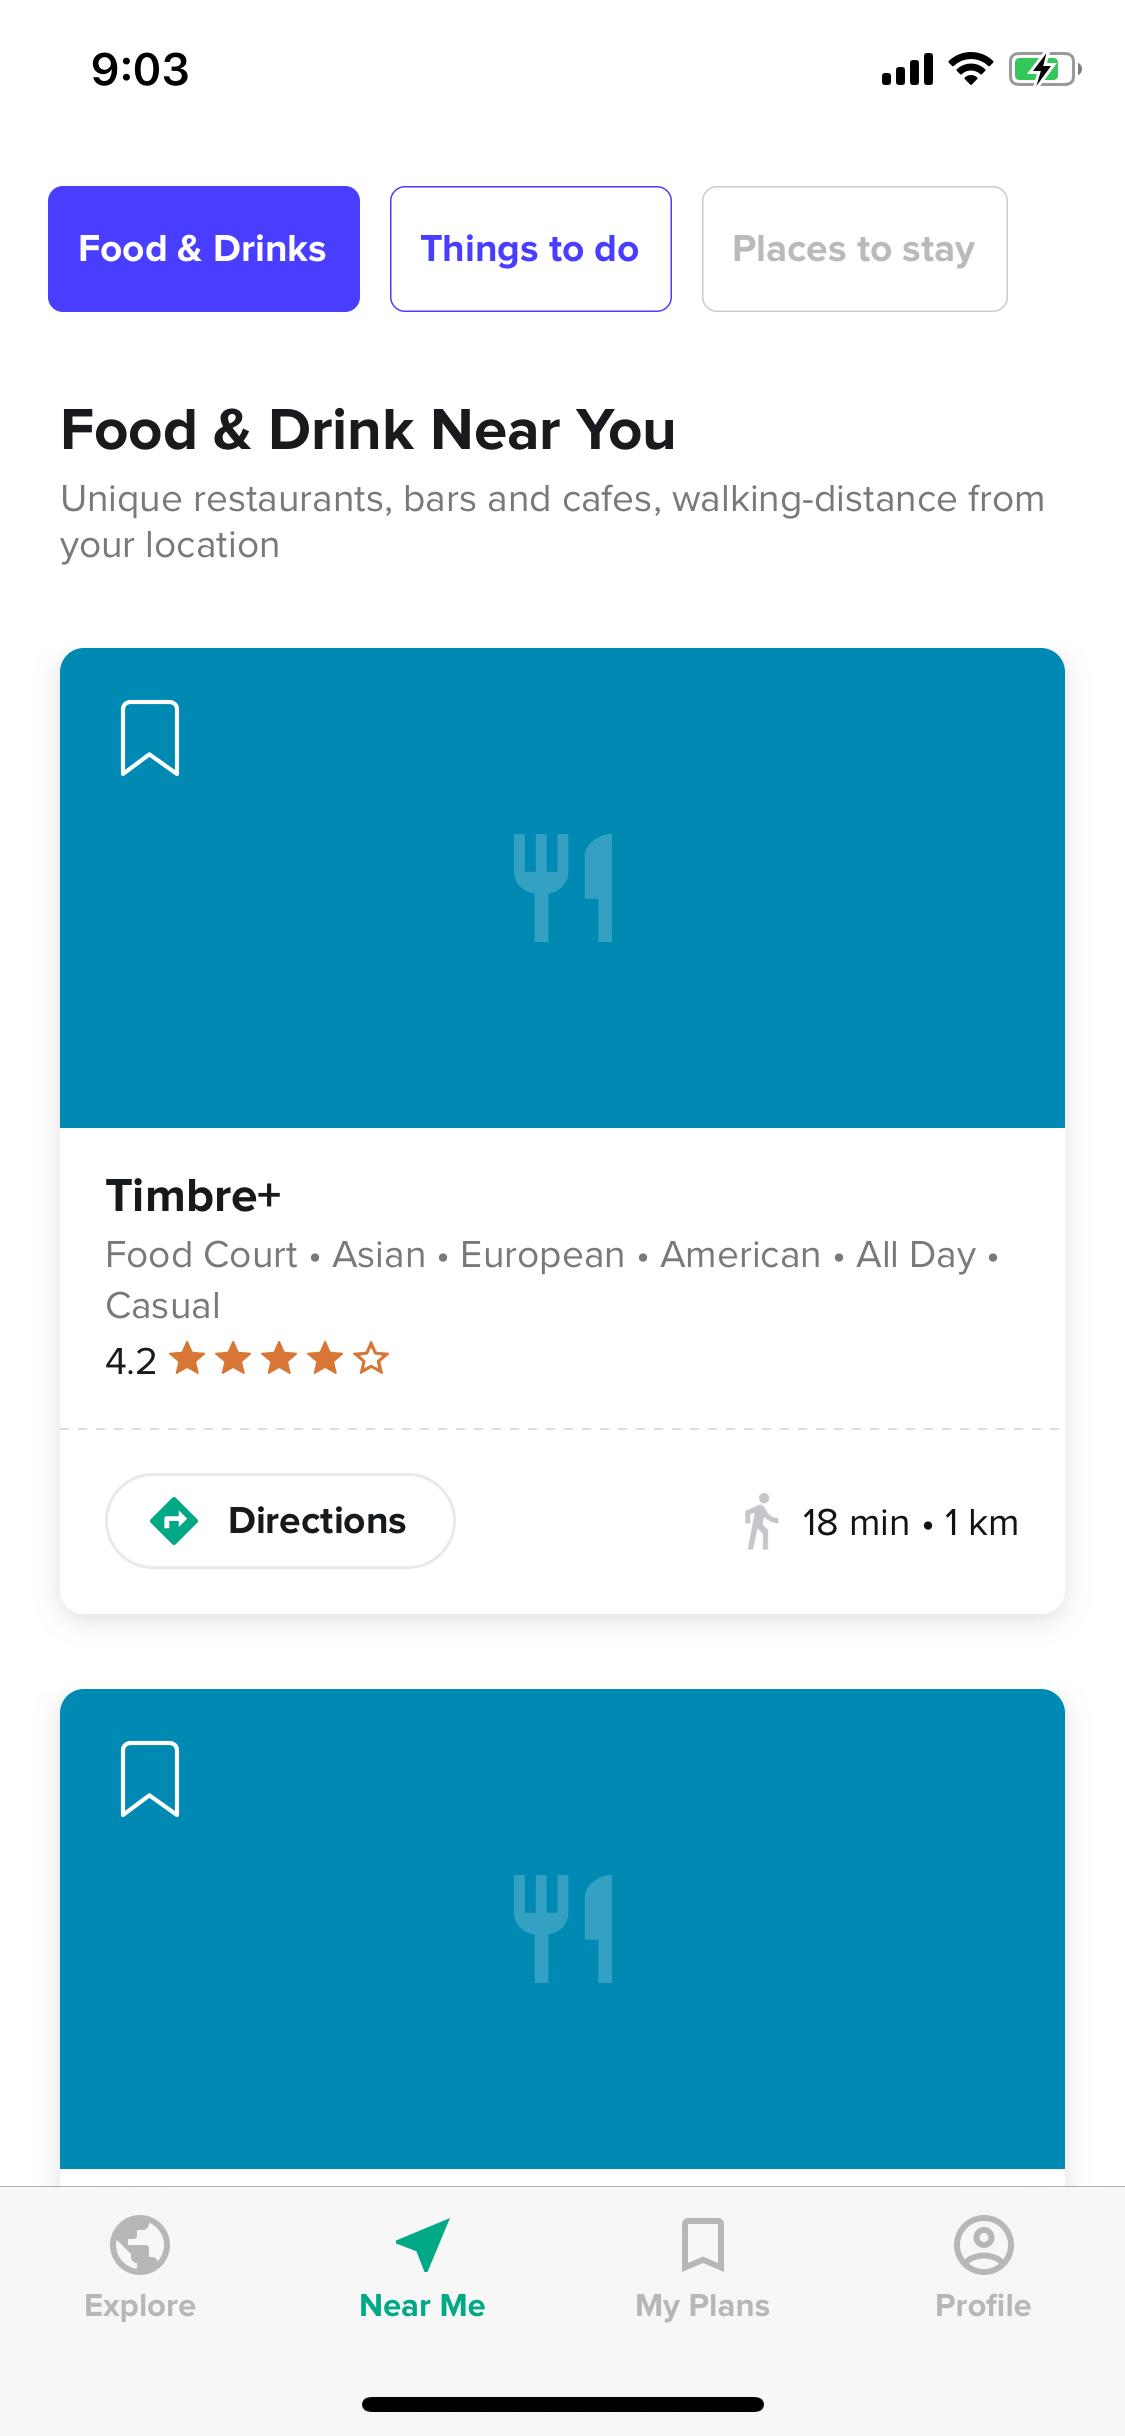 9:03
Food & Drinks
Things to do
Places to stay
Food & Drink Near You
Unique restaurants, bars and cafes, walking-distance from
your location
Timbre+
Food Court • Asian • European • American • All Day •
Casual
4.2
Directions
18 min • 1 km
Explore
Near Me
My Plans
Profile